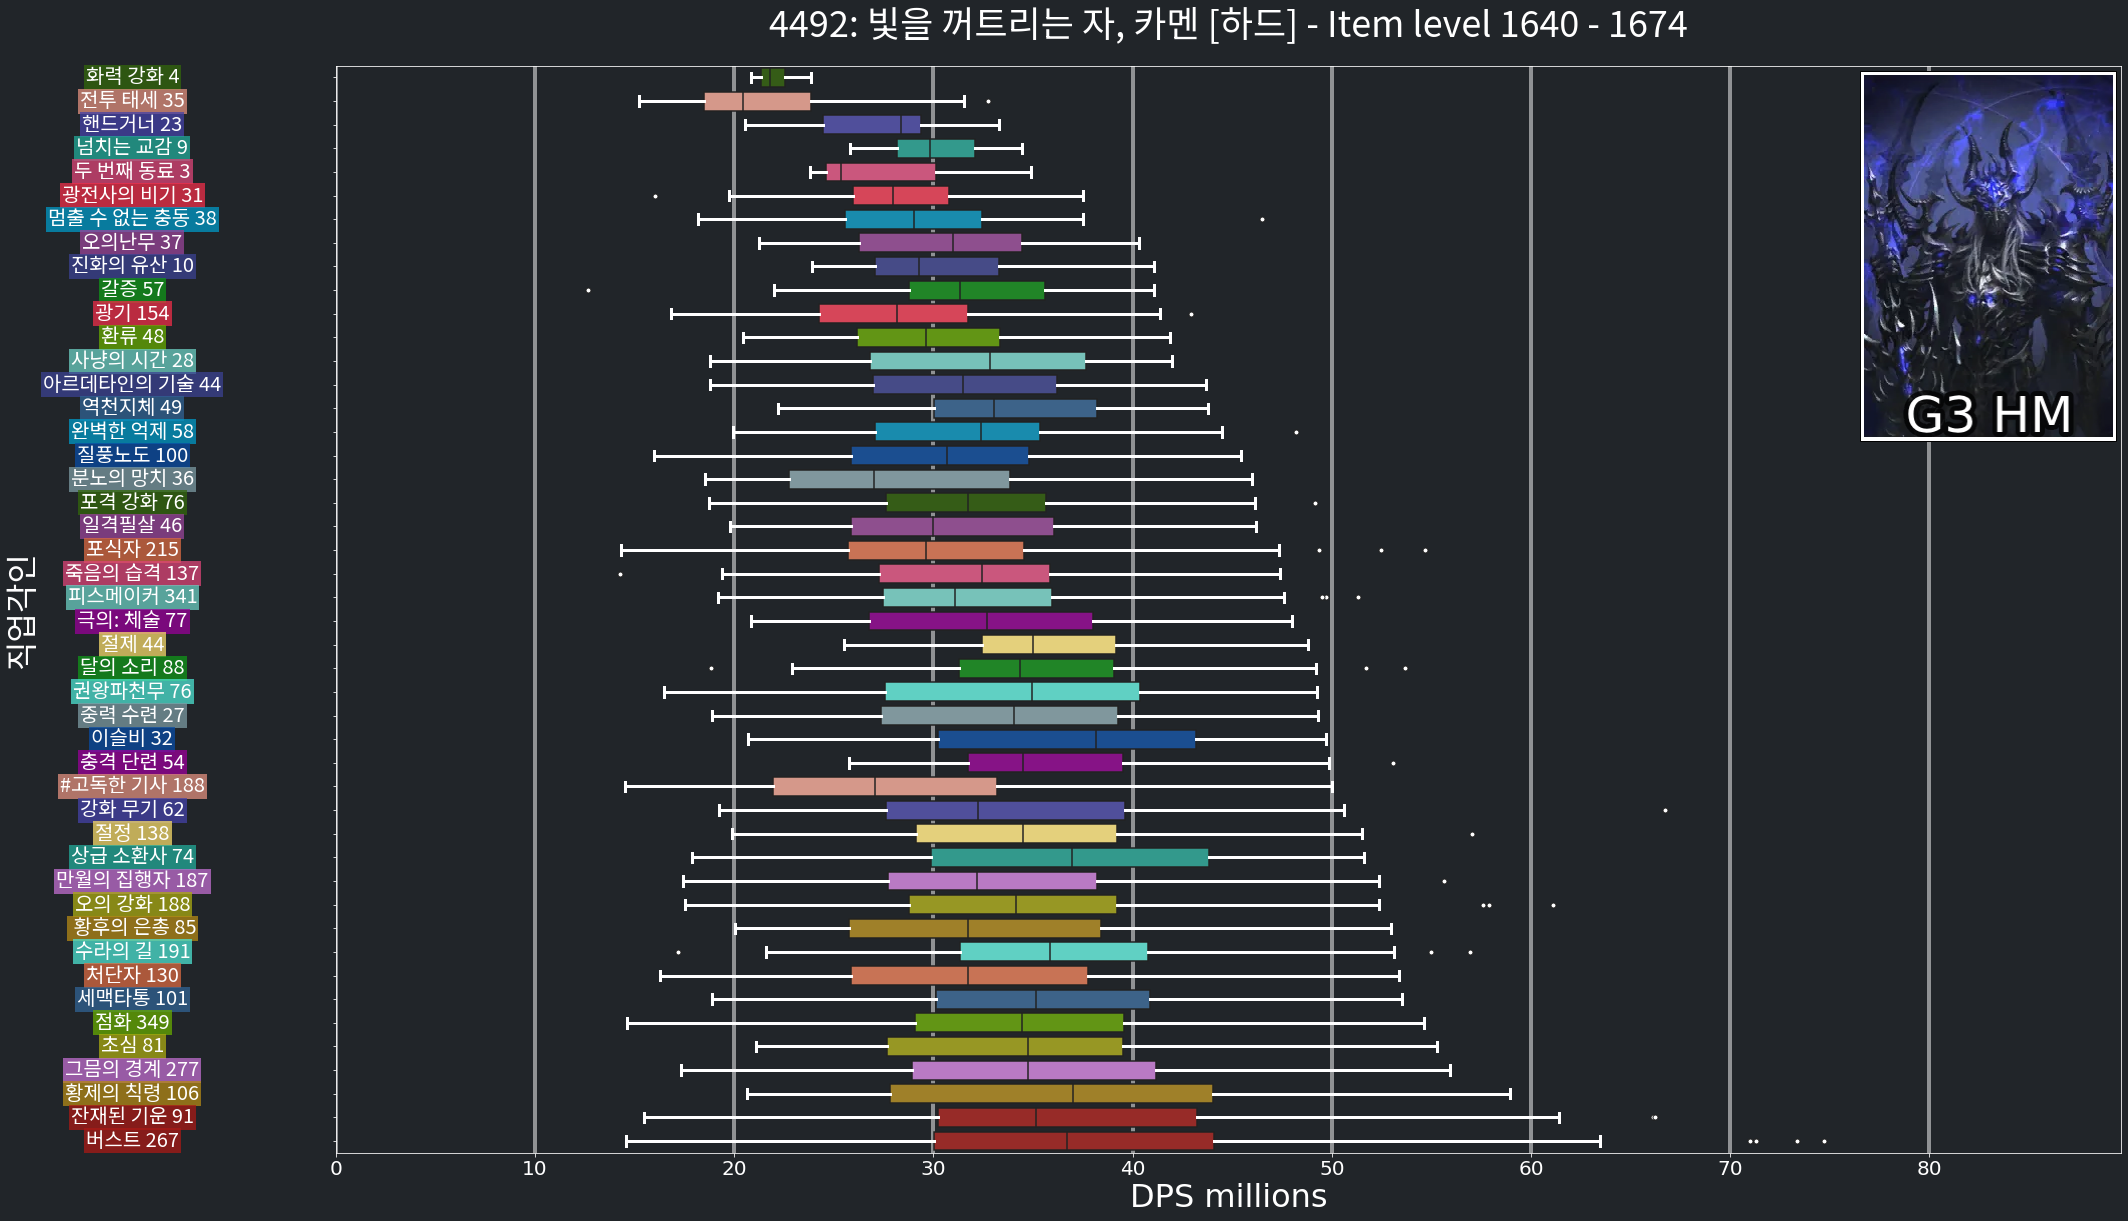 4492: 빛을 꺼트리는 자, 카멘 [하드] - Item level 1640 - 1674
화력 강화 4
전투 태세 35
핸드거너 23
넘치는 교감 9
두 번째 동료 3
광전사의 비기 31
멈출 수 없는 충동 38
오의난무 37
진화의 유산 10
갈증 57
광기 154
환류 48
사냥의 시간 28
아르데타인의 기술 44
역천지체 49
완벽한 억제 58
질풍노도 100
분노의 망치 36
포격 강화 76
일격필살 46
포식자 215
죽음의 습격 137
피스메이커 341
극의: 체술 77
절제 44
달의 소리 88
권왕파천무 76
중력 수련 27
이슬비 32
충격 단련 54
#고독한 기사 188
강화 무기 62
절정 138
상급 소환사 74
만월의 집행자 187
오의 강화 188
황후의 은총 85
수라의 길 191
처단자 130
세맥타통 101
점화 349
초심 81
그믐의 경계 277
황제의 칙령 106
잔재된 기운 91
버스트 267
직업각인
G3 HM
0 10 20 30 40 50 60 70 80
DPS millions